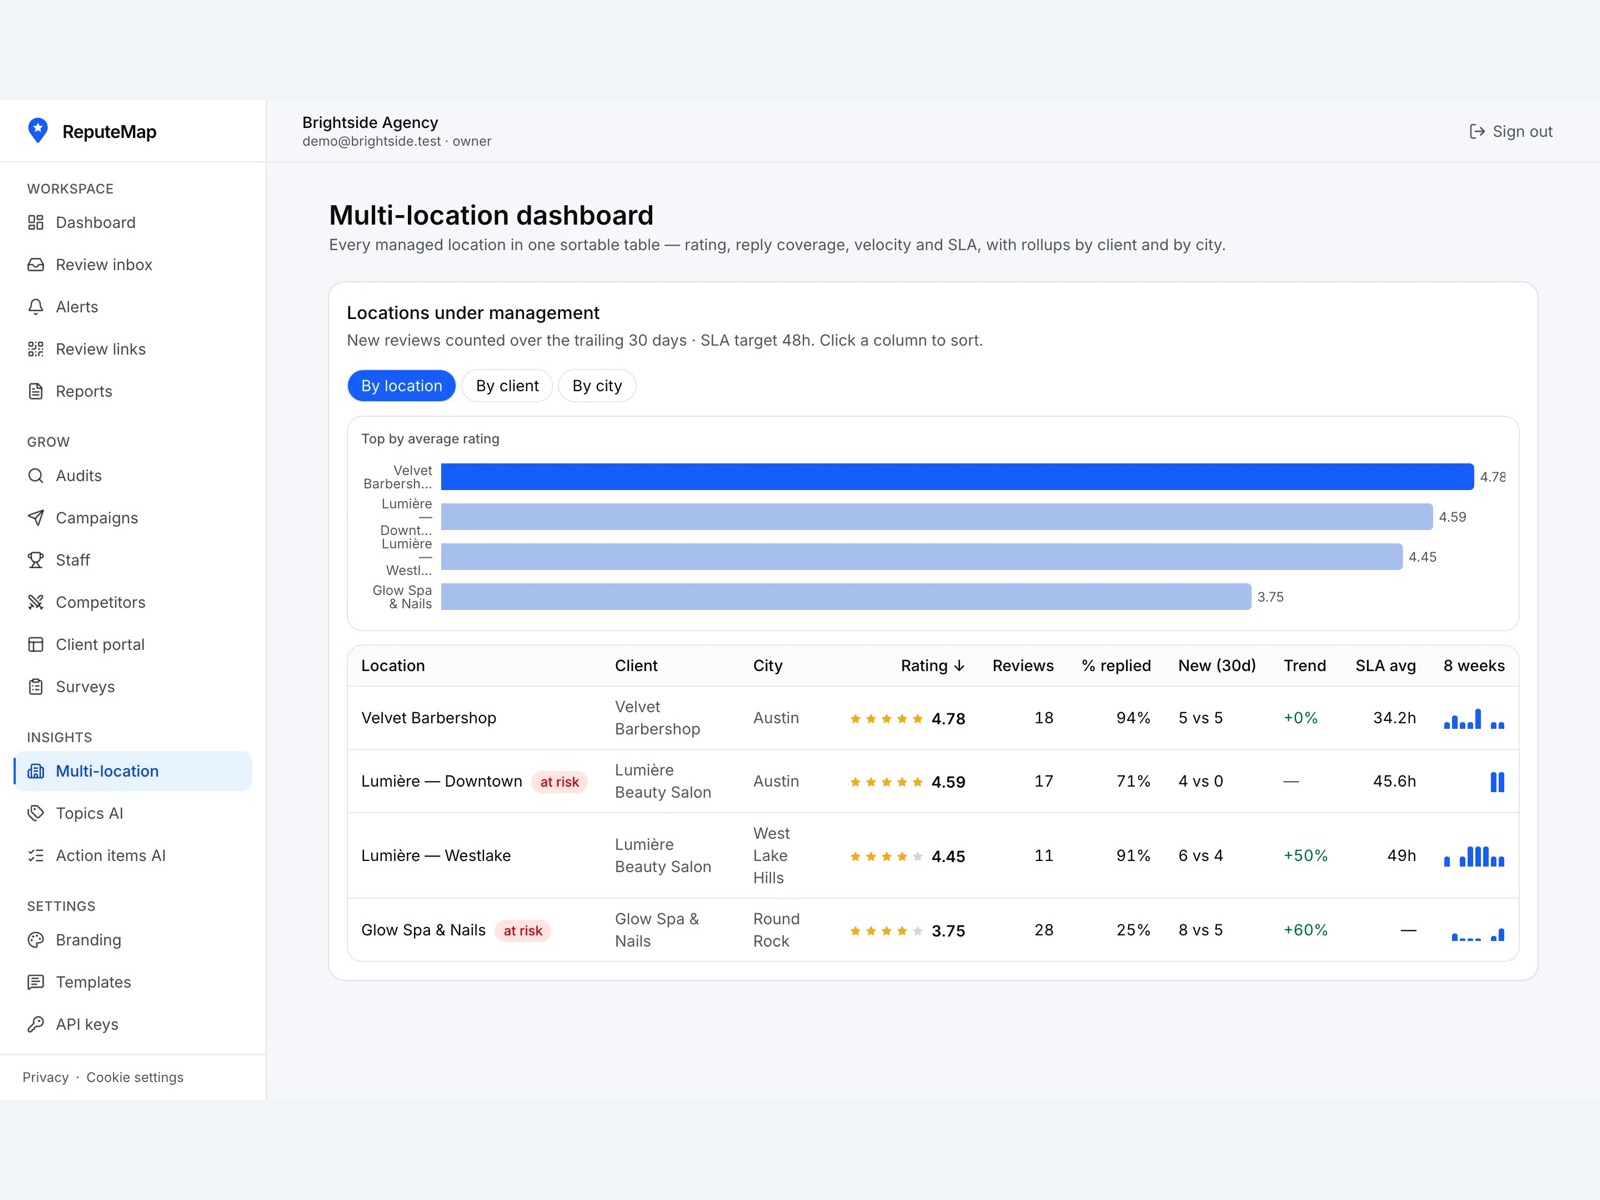 ReputeMap
Brightside Agency
demo@brightside.test · owner
Sign out
WORKSPACE
Dashboard
Review inbox
Alerts
Review links
Reports
GROW
Audits
Campaigns
Staff
Competitors
Client portal
Surveys
INSIGHTS
Multi-location
Topics AI
Action items AI
SETTINGS
Branding
Templates
API keys
Privacy · Cookie settings
Multi-location dashboard
Every managed location in one sortable table — rating, reply coverage, velocity and SLA, with rollups by client and by city.
Locations under management
New reviews counted over the trailing 30 days · SLA target 48h. Click a column to sort.
By location By client By city
Top by average rating
Velvet
Barbersh... 4.78
Lumière
—
Downt... 4.59
Lumière
—
Westl... 4.45
Glow Spa
& Nails 3.75
Location Client City Rating ↓ Reviews % replied New (30d) Trend SLA avg 8 weeks
Velvet Barbershop Velvet
Barbershop Austin ★★★★★ 4.78 18 94% 5 vs 5 +0% 34.2h
Lumière — Downtown at risk Lumière
Beauty Salon Austin ★★★★★ 4.59 17 71% 4 vs 0 — 45.6h
Lumière — Westlake Lumière
Beauty Salon West
Lake
Hills ★★★★★ 4.45 11 91% 6 vs 4 +50% 49h
Glow Spa & Nails at risk Glow Spa &
Nails Round
Rock ★★★★★ 3.75 28 25% 8 vs 5 +60% —